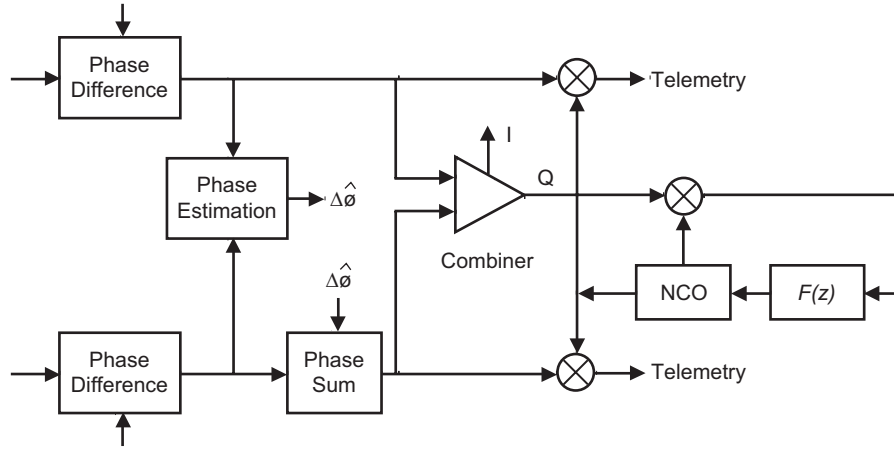 Phase
Difference
Telemetry
I
Phase
Estimation
Δø̂
Q
Combiner
Δø̂
NCO
F(z)
Phase
Difference
Phase
Sum
Telemetry